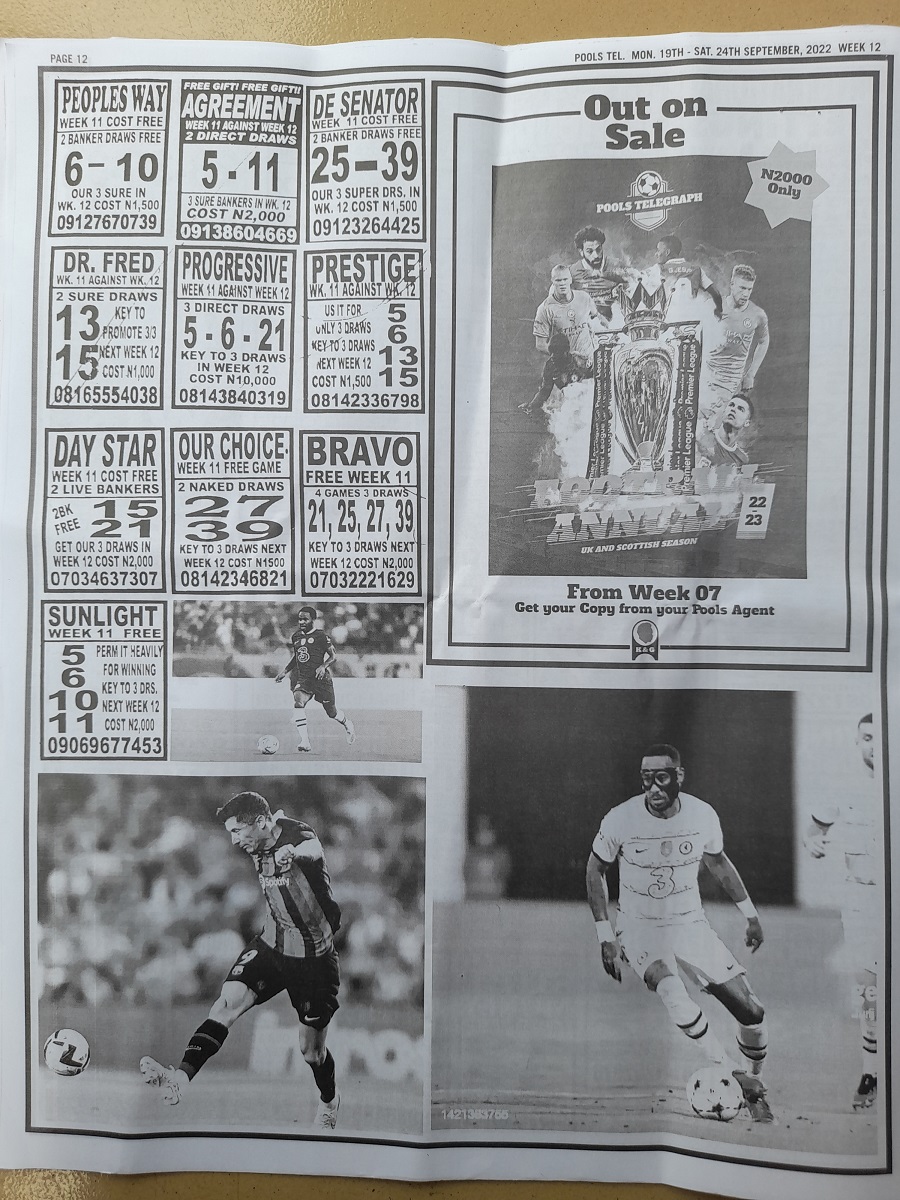 PAGE 12
POOLS TEL. MON. 19TH - SAT. 24TH SEPTEMBER, 2022 WEEK 12
PEOPLES WAY
WEEK 11 COST FREE
2 BANKER DRAWS FREE
6 - 10
OUR 3 SURE IN
WK. 12 COST N1,500
09127670739
FREE GIFT! FREE GIFT!!
AGREEMENT
WEEK 11 AGAINST WEEK 12
2 DIRECT DRAWS
5 - 11
3 SURE BANKERS IN WK. 12
COST N2,000
09138604669
DE SENATOR
WEEK 11 COST FREE
2 BANKER DRAWS FREE
25 - 39
OUR 3 SUPER DRS. IN
WK. 12 COST N1,500
09123264425
DR. FRED
WK. 11 AGAINST WK. 12
2 SURE DRAWS
13
15
KEY TO
PROMOTE 3/3
NEXT WEEK 12
COST N1,000
08165554038
PROGRESSIVE
WEEK 11 AGAINST WEEK 12
3 DIRECT DRAWS
5 - 6 - 21
KEY TO 3 DRAWS
IN WEEK 12
COST N10,000
08143840319
PRESTIGE
WK. 11 AGAINST WK. 12
US IT FOR
ONLY 3 DRAWS
KEY TO 3 DRAWS
NEXT WEEK 12
COST N1,500
5
6
13
15
08142336798
DAY STAR
WEEK 11 COST FREE
2 LIVE BANKERS
2BK
FREE
15
21
GET OUR 3 DRAWS IN
WEEK 12 COST N2,000
07034637307
OUR CHOICE
WEEK 11 FREE GAME
2 NAKED DRAWS
27
39
KEY TO 3 DRAWS NEXT
WEEK 12 COST N1500
08142346821
BRAVO
FREE WEEK 11
4 GAMES 3 DRAWS
21, 25, 27, 39
KEY TO 3 DRAWS NEXT
WEEK 12 COST N2,000
07032221629
SUNLIGHT
WEEK 11 FREE
5
6
10
11
PERM IT HEAVILY
FOR WINNING
KEY TO 3 DRS.
NEXT WEEK 12
COST N2,000
09069677453
Out on
Sale
N2000
Only
POOLS TELEGRAPH
Premier League
Premier League
Premier League
22
-
23
UK AND SCOTTISH SEASON
From Week 07
Get your Copy from your Pools Agent
K&G
3
Spotify
9
3
1421383755